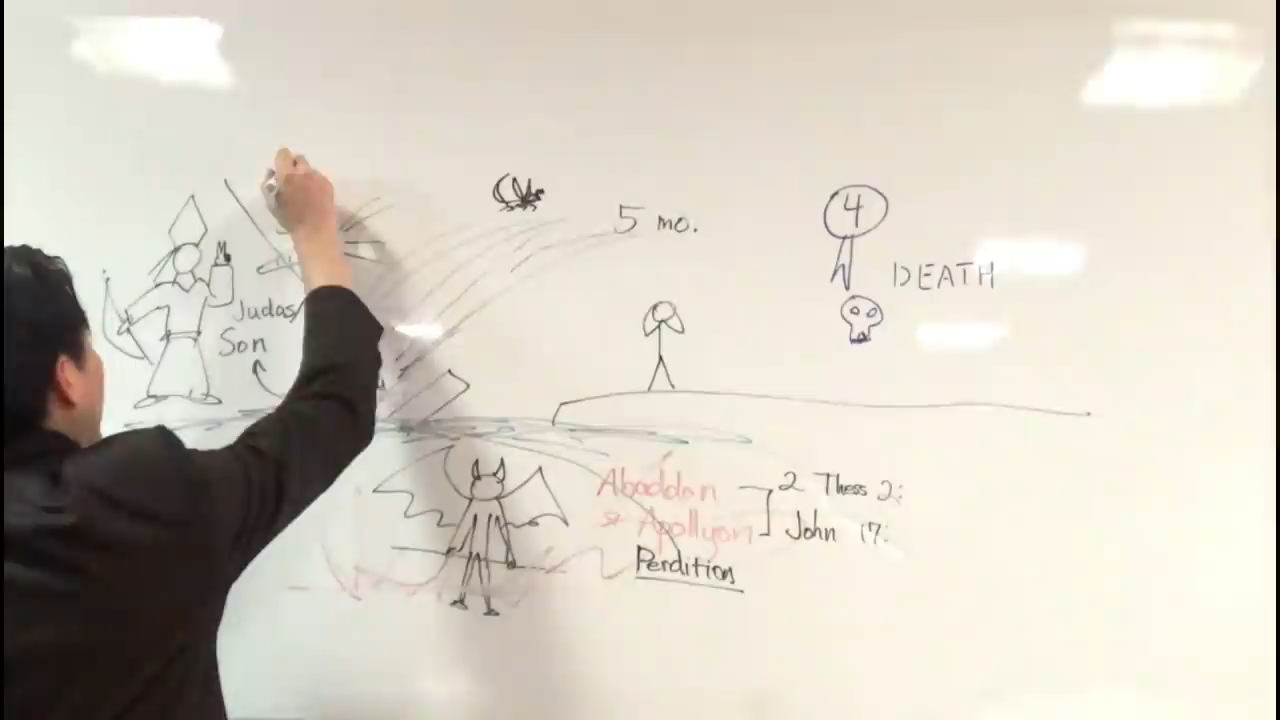 5 mo.
4
DEATH
Judas
Son
Abaddon
& Apollyon
2 Thess 2:
John 17:
Perdition